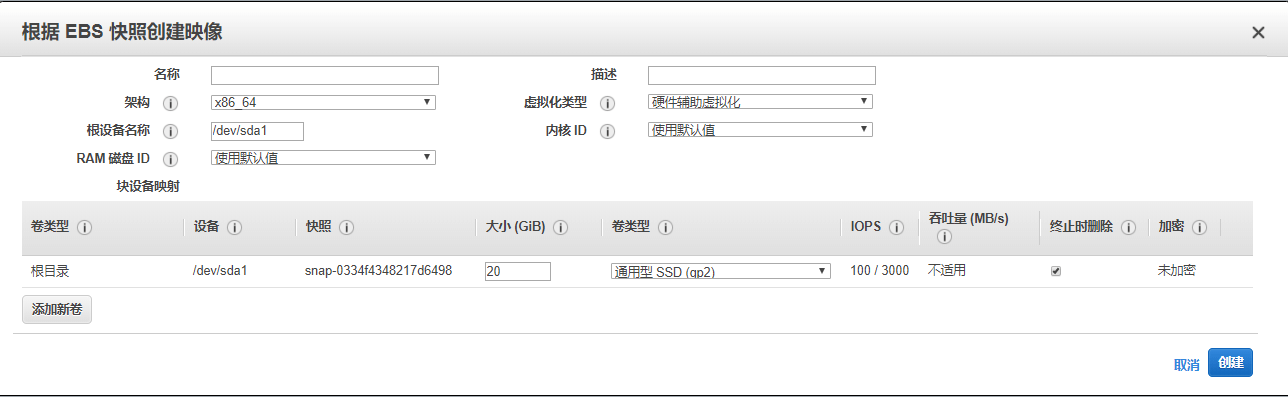 根据 EBS 快照创建映像
名称 描述
架构 x86_64 虚拟化类型 硬件辅助虚拟化
根设备名称 /dev/sda1 内核 ID 使用默认值
RAM 磁盘 ID 使用默认值
块设备映射
卷类型 设备 快照 大小 (GiB) 卷类型 IOPS 吞吐量 (MB/s) 终止时删除 加密
根目录 /dev/sda1 snap-0334f4348217d6498 20 通用型 SSD (gp2) 100 / 3000 不适用 未加密
添加新卷
取消 创建